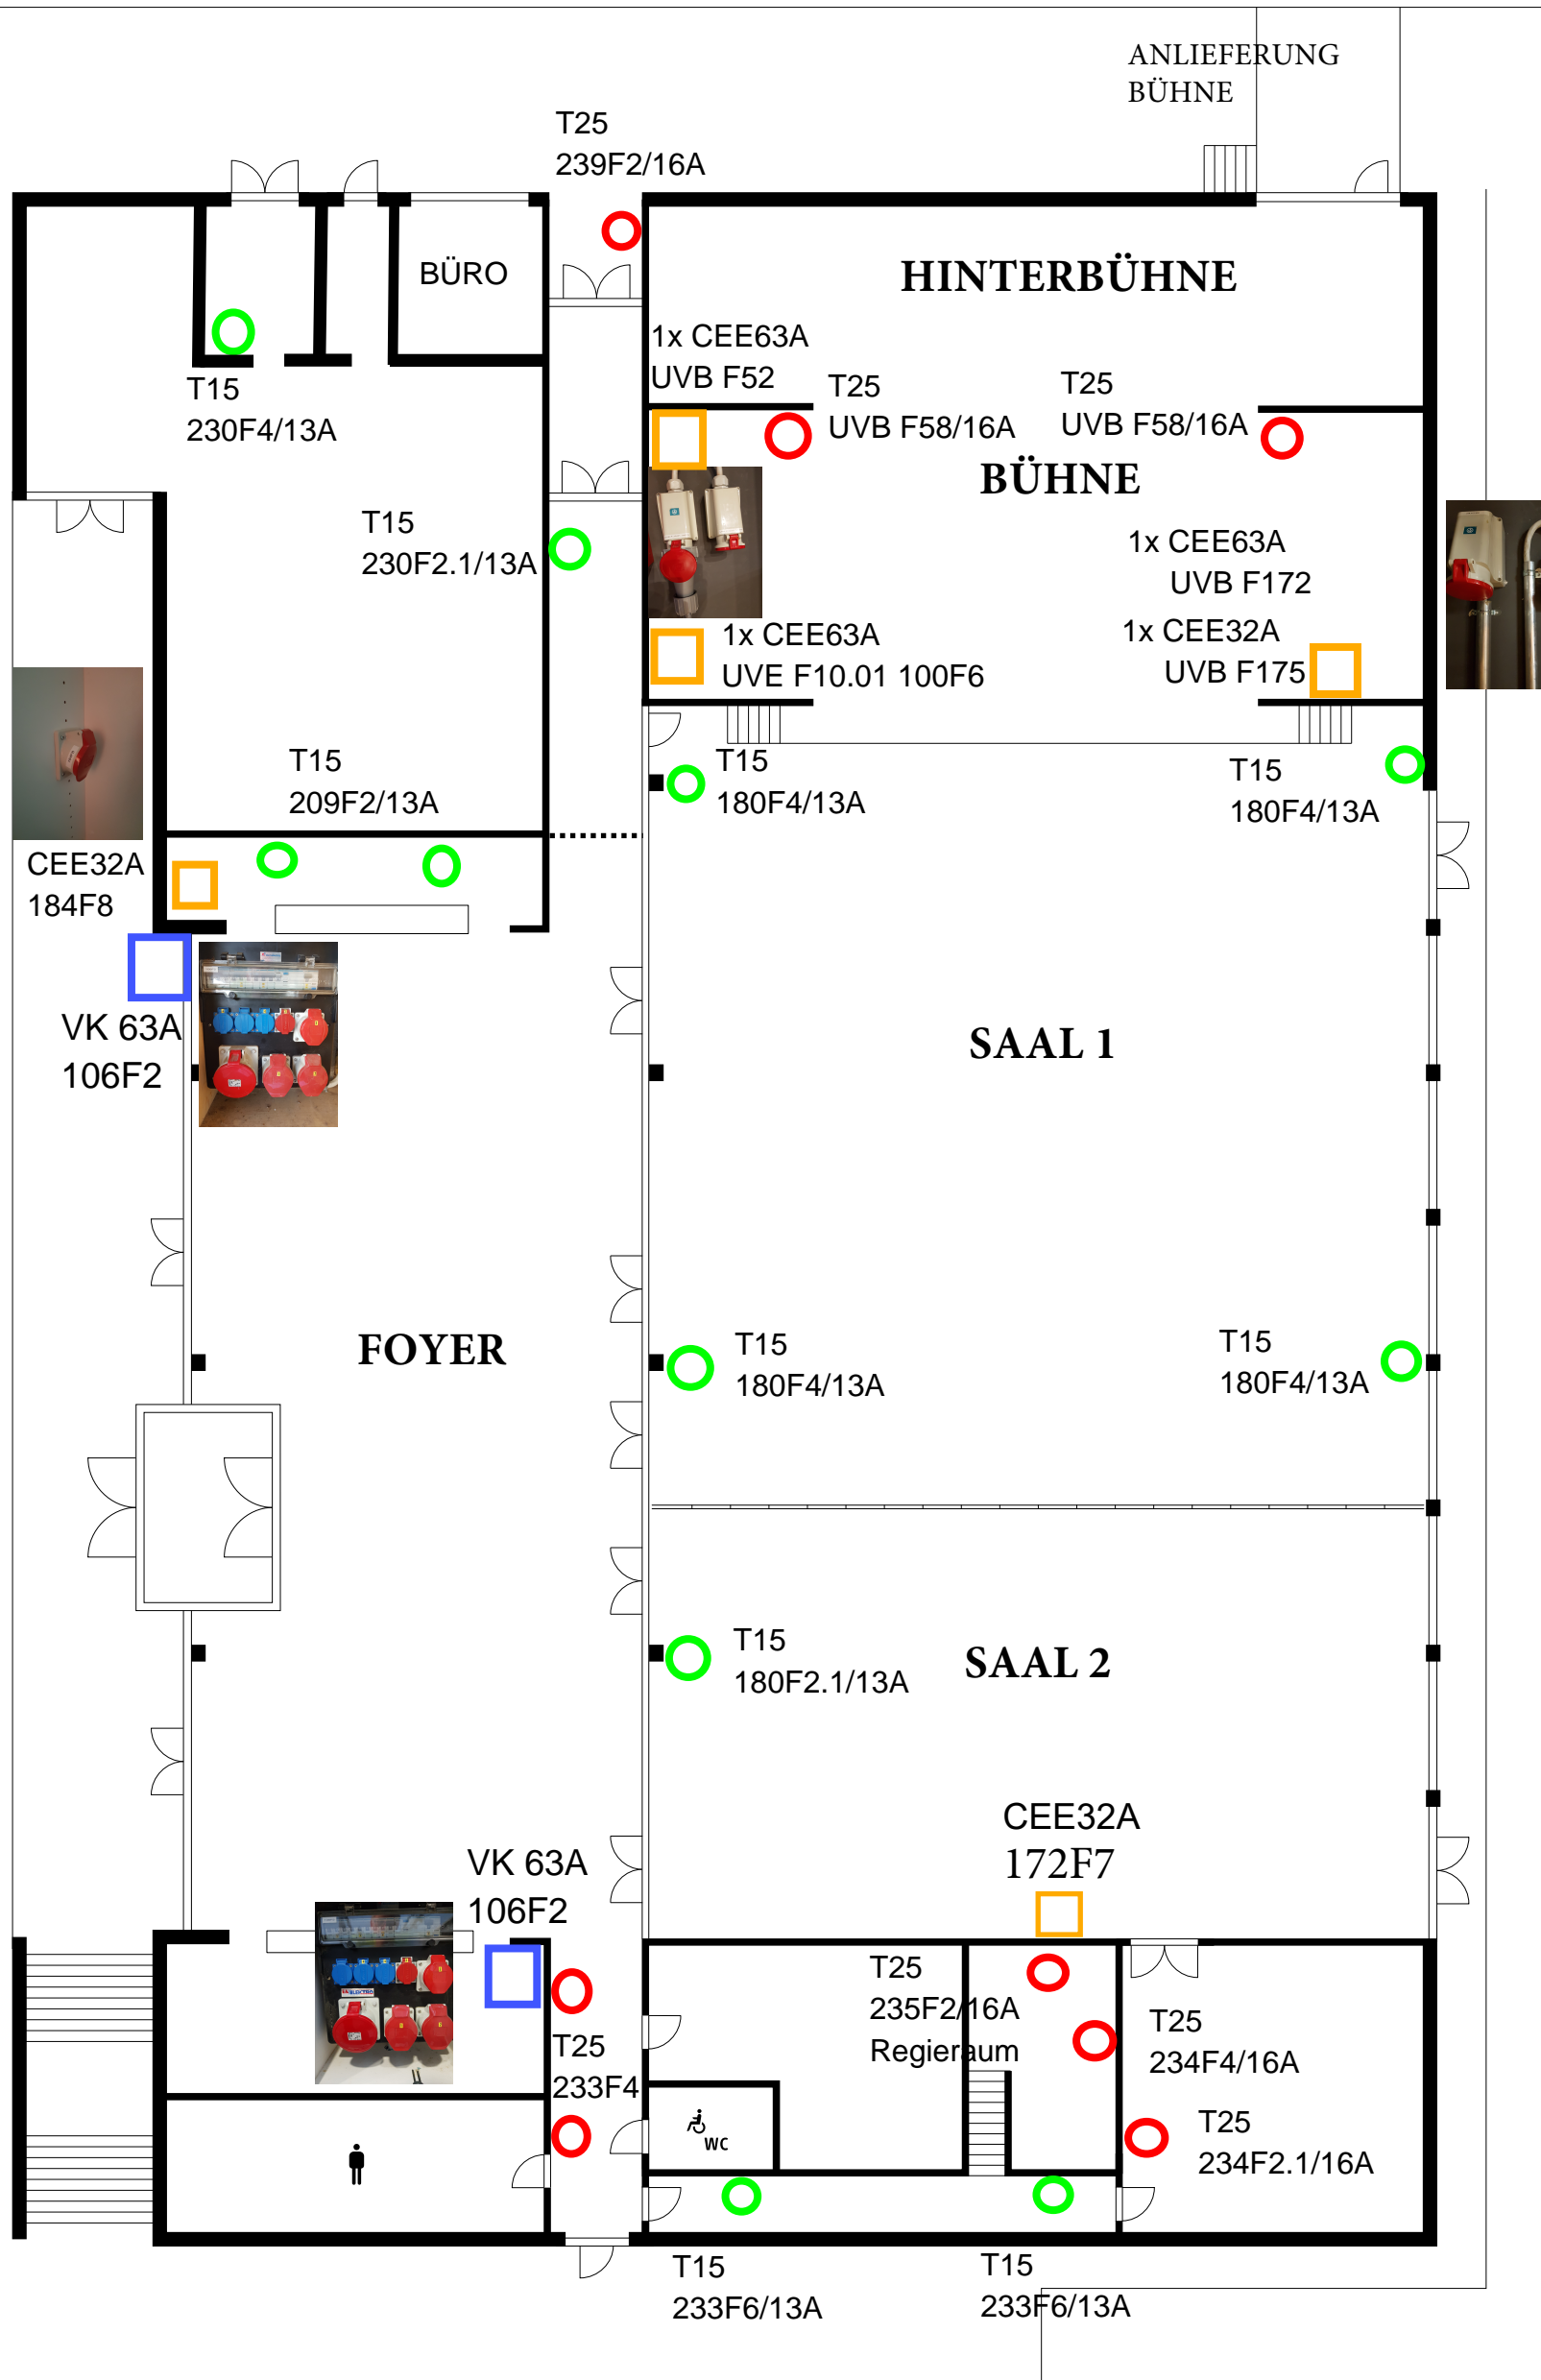 ANLIEFERUNG
BÜHNE
T25
239F2/16A
BÜRO
HINTERBÜHNE
1x CEE63A
UVB F52
T25
UVB F58/16A
T25
UVB F58/16A
T15
230F4/13A
BÜHNE
T15
230F2.1/13A
1x CEE63A
UVB F172
1x CEE63A
UVE F10.01 100F6
1x CEE32A
UVB F175
T15
209F2/13A
T15
180F4/13A
T15
180F4/13A
CEE32A
184F8
VK 63A
106F2
SAAL 1
FOYER
T15
180F4/13A
T15
180F4/13A
T15
180F2.1/13A
SAAL 2
CEE32A
172F7
VK 63A
106F2
T25
235F2/16A
Regieraum
T25
233F4
T25
234F4/16A
T25
234F2.1/16A
WC
T15
233F6/13A
T15
233F6/13A